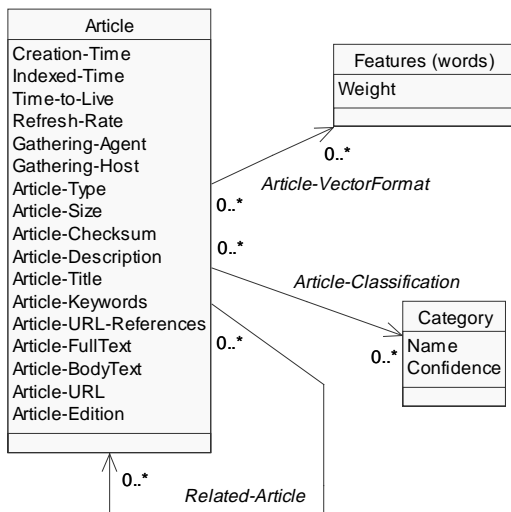 Article
Creation-Time
Indexed-Time
Time-to-Live
Refresh-Rate
Gathering-Agent
Gathering-Host
Article-Type
Article-Size
Article-Checksum
Article-Description
Article-Title
Article-Keywords
Article-URL-References
Article-FullText
Article-BodyText
Article-URL
Article-Edition
Features (words)
Weight
0..*
Article-VectorFormat
0..*
0..*
Article-Classification
Category
Name
Confidence
0..*
0..*
0..*
Related-Article